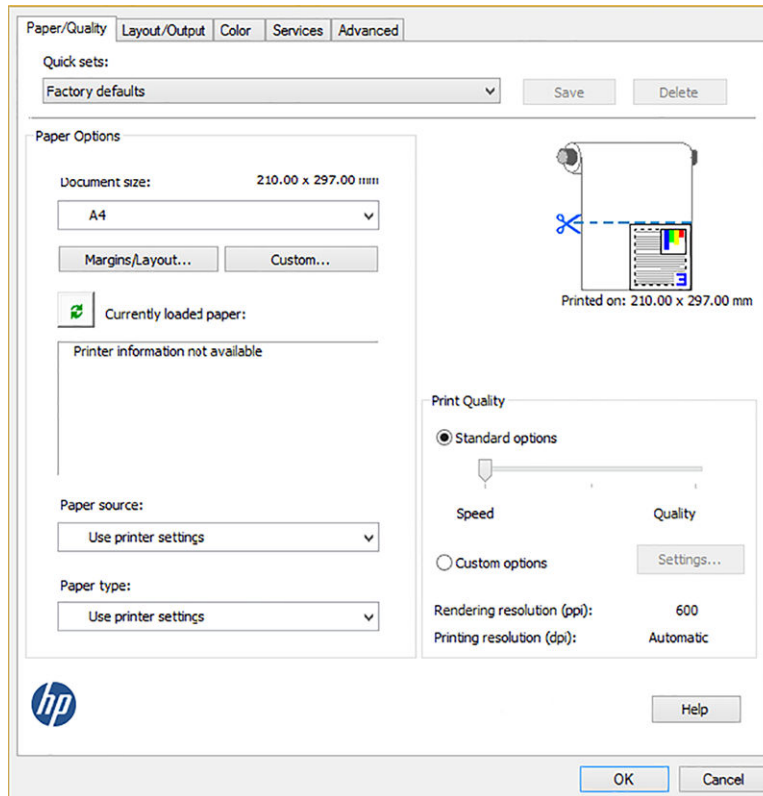 Paper/Quality Layout/Output Color Services Advanced
Quick sets:
Factory defaults Save Delete
Paper Options
Document size: 210.00 x 297.00 mm
A4
Margins/Layout... Custom...
Currently loaded paper:
Printer information not available
Printed on: 210.00 x 297.00 mm
Print Quality
Standard options
Speed Quality
Paper source:
Use printer settings
Custom options Settings...
Paper type:
Use printer settings
Rendering resolution (ppi): 600
Printing resolution (dpi): Automatic
hp
Help
OK Cancel